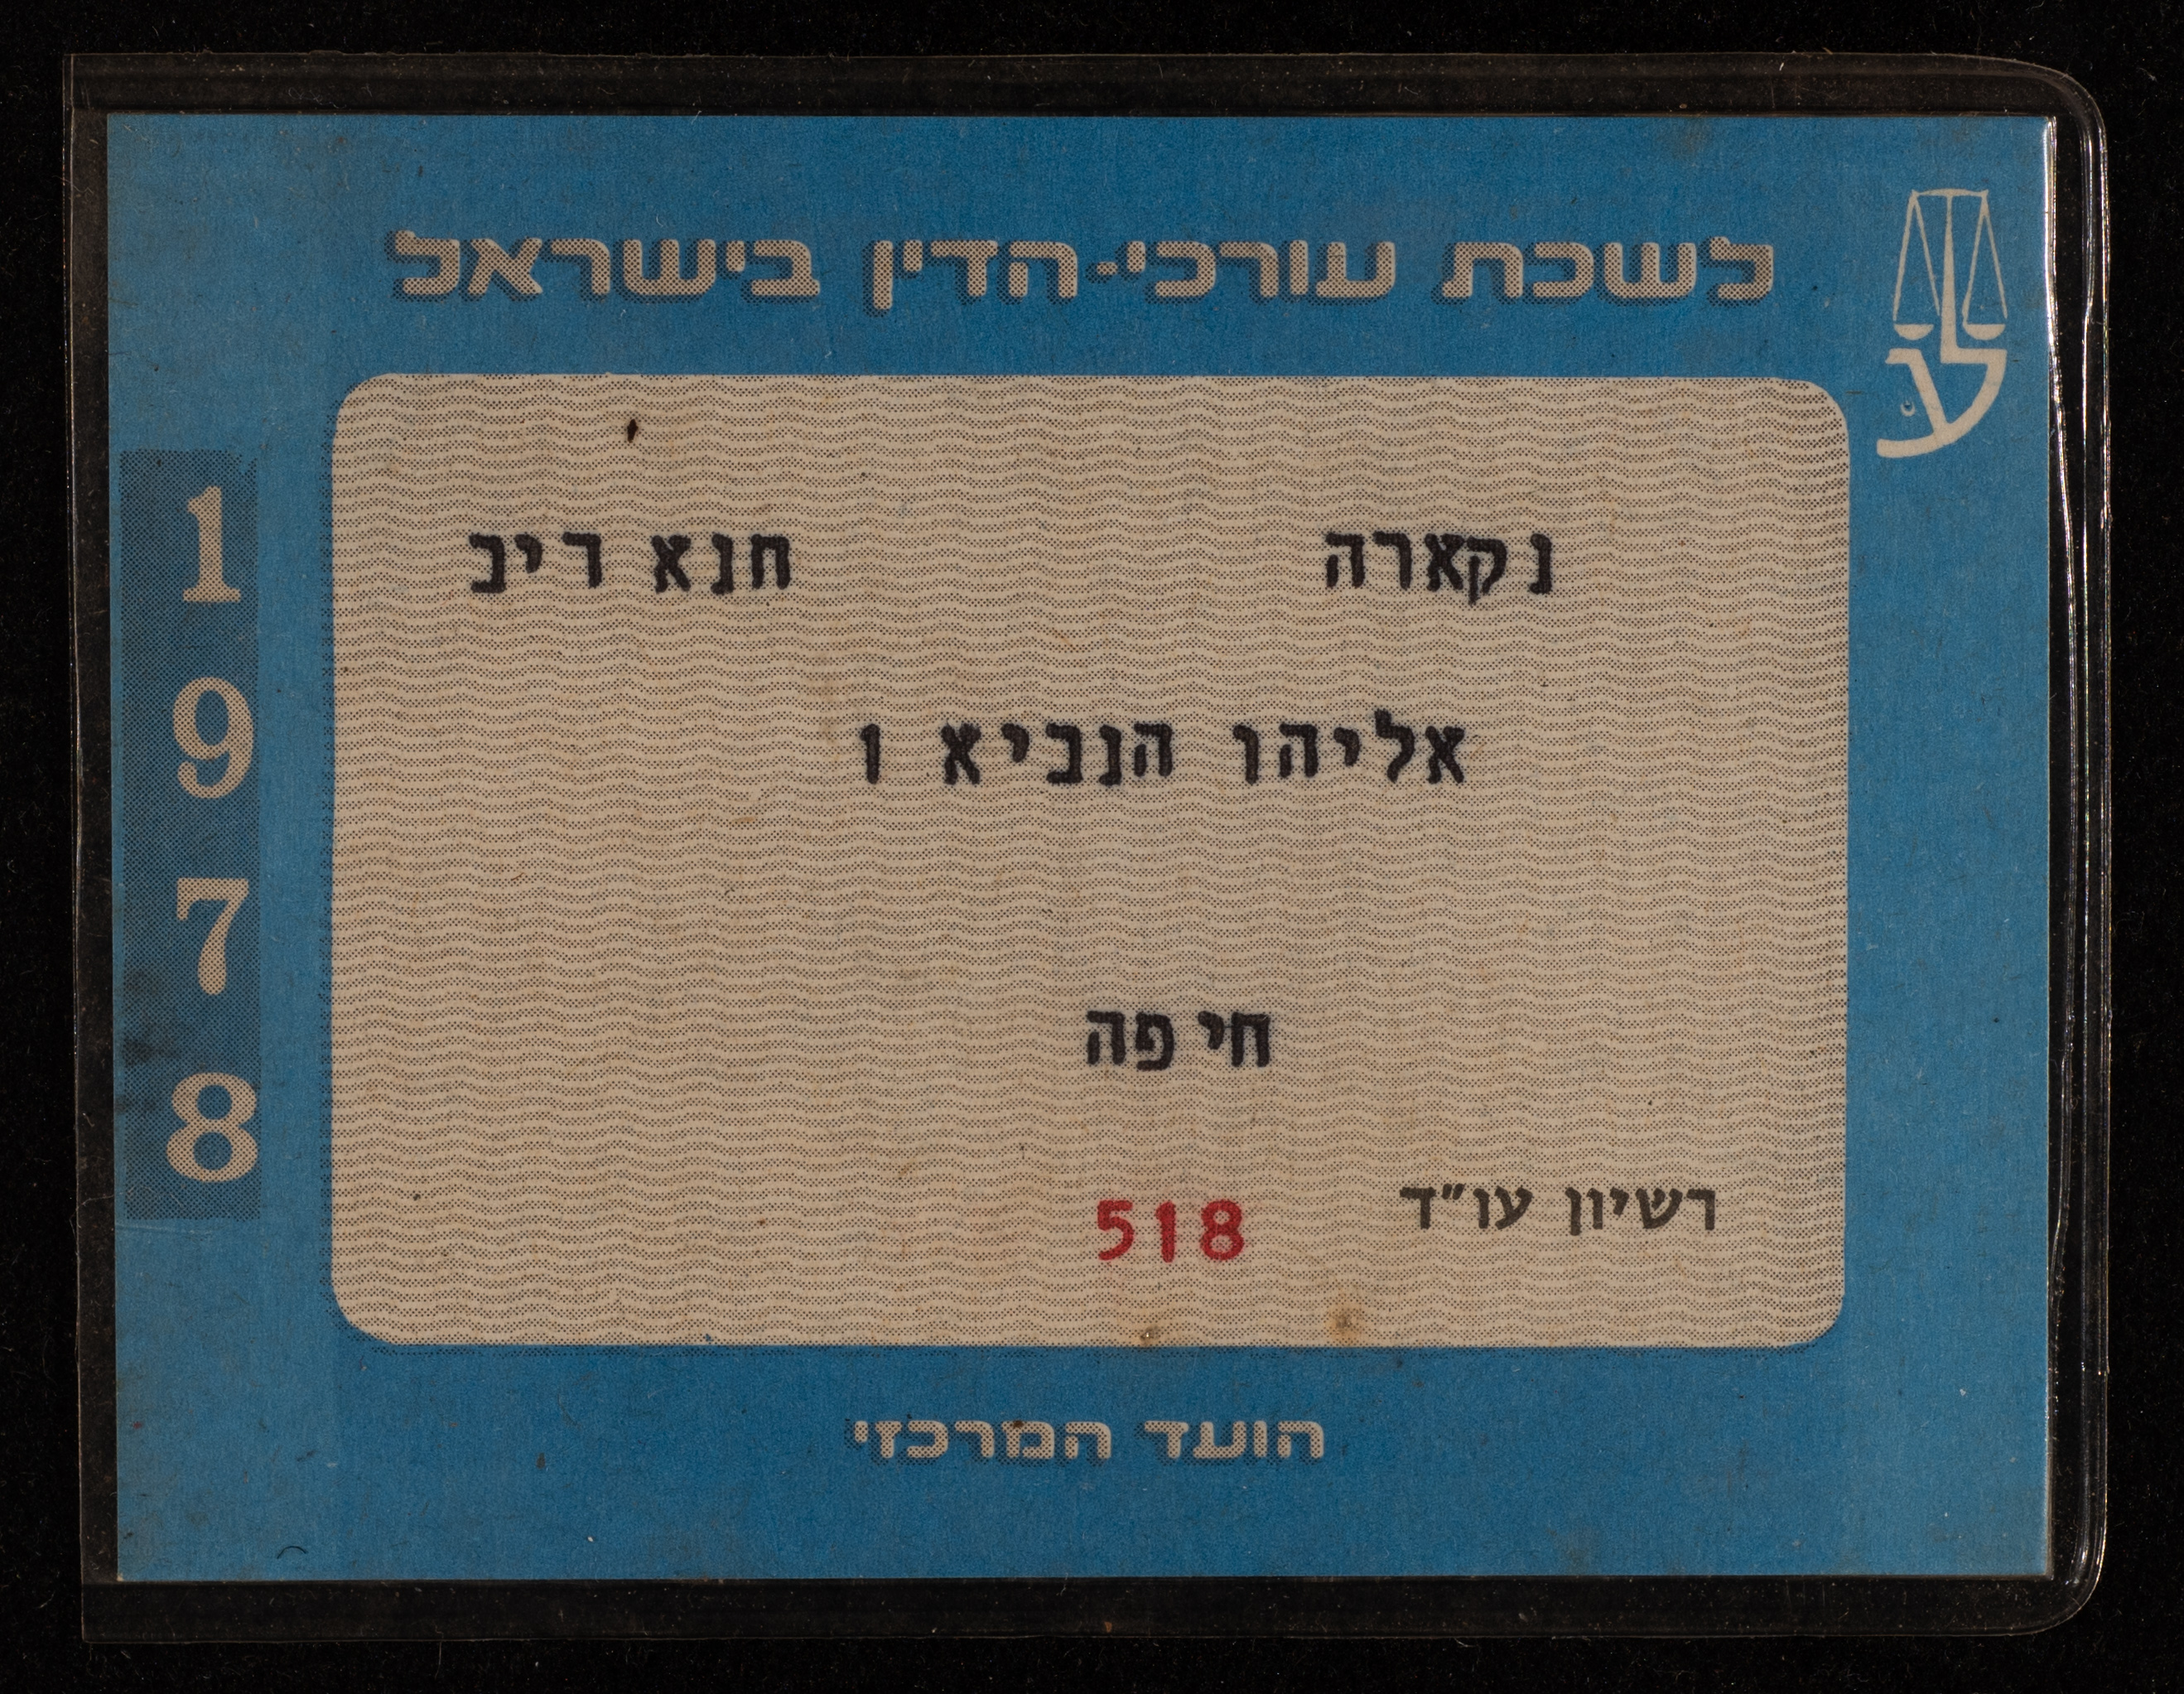 לשכת עורכי-הדין בישראל
נקארה חנא דיב
אליהו הנביא 1
חיפה
רשיון עו"ד 518
הועד המרכזי
1978